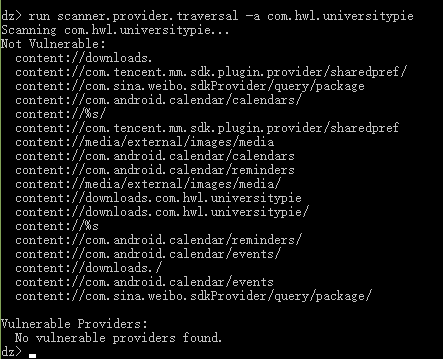 dz> run scanner.provider.traversal -a com.hwl.universitypie
Scanning com.hwl.universitypie...
Not Vulnerable:
  content://downloads.
  content://com.tencent.mm.sdk.plugin.provider/sharedpref/
  content://com.sina.weibo.sdkProvider/query/package
  content://com.android.calendar/calendars/
  content://%s/
  content://com.tencent.mm.sdk.plugin.provider/sharedpref
  content://media/external/images/media
  content://com.android.calendar/calendars
  content://com.android.calendar/reminders
  content://media/external/images/media/
  content://downloads.com.hwl.universitypie
  content://downloads.com.hwl.universitypie/
  content://%s
  content://com.android.calendar/reminders/
  content://com.android.calendar/events/
  content://downloads./
  content://com.android.calendar/events
  content://com.sina.weibo.sdkProvider/query/package/

Vulnerable Providers:
  No vulnerable providers found.
dz>